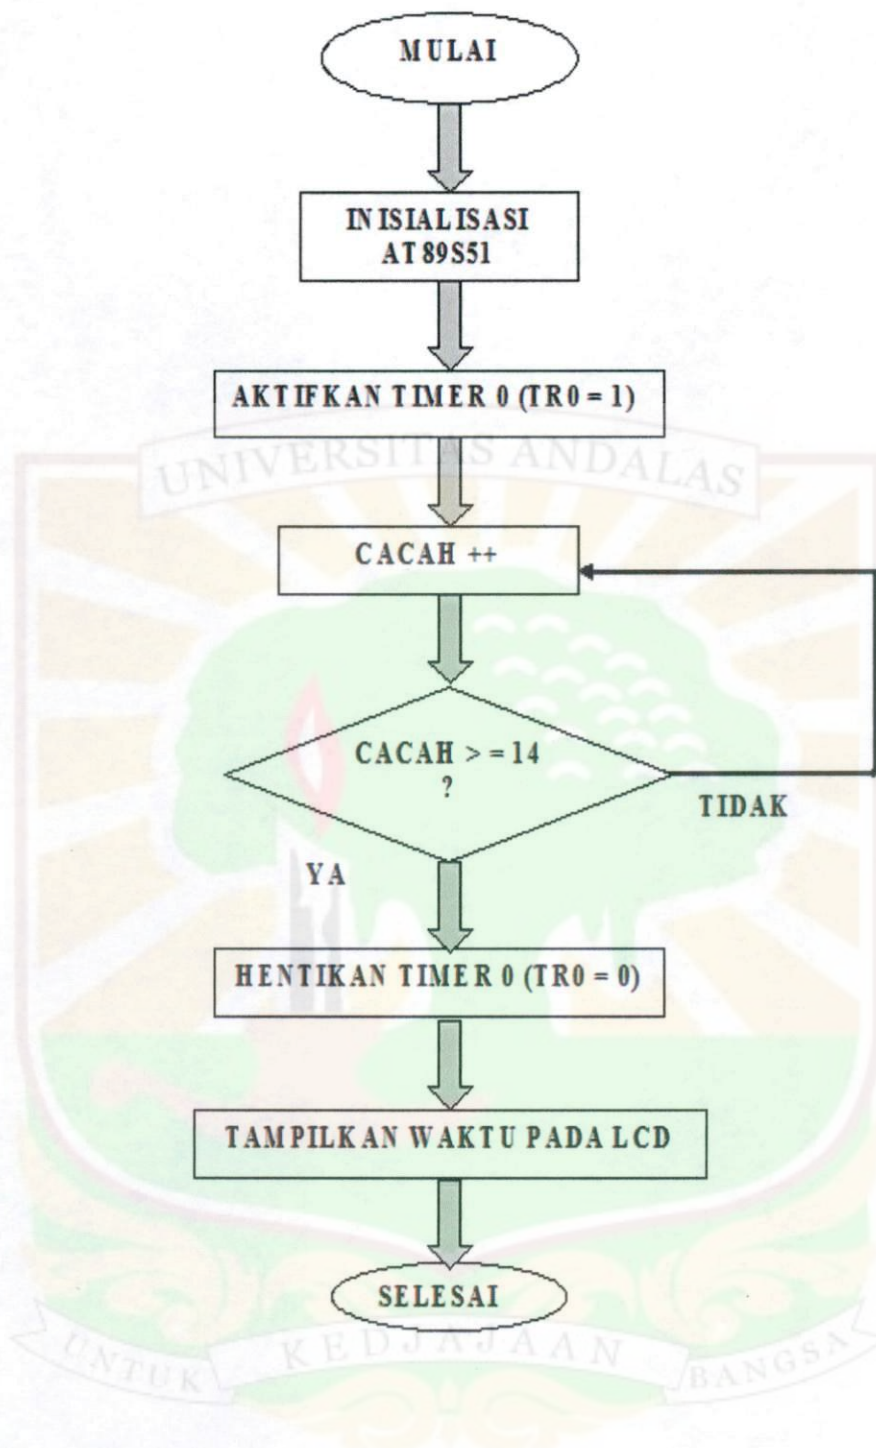 MULAI
INISIALISASI
AT89S51
AKTIFKAN TIMER 0 (TR0 = 1)
UNIVERSITAS ANDALAS
CACAH ++
CACAH > = 14
?
TIDAK
YA
HENTIKAN TIMER 0 (TR0 = 0)
TAMPILKAN WAKTU PADA LCD
SELESAI
UNTUK KEDJAJAAN BANGSA